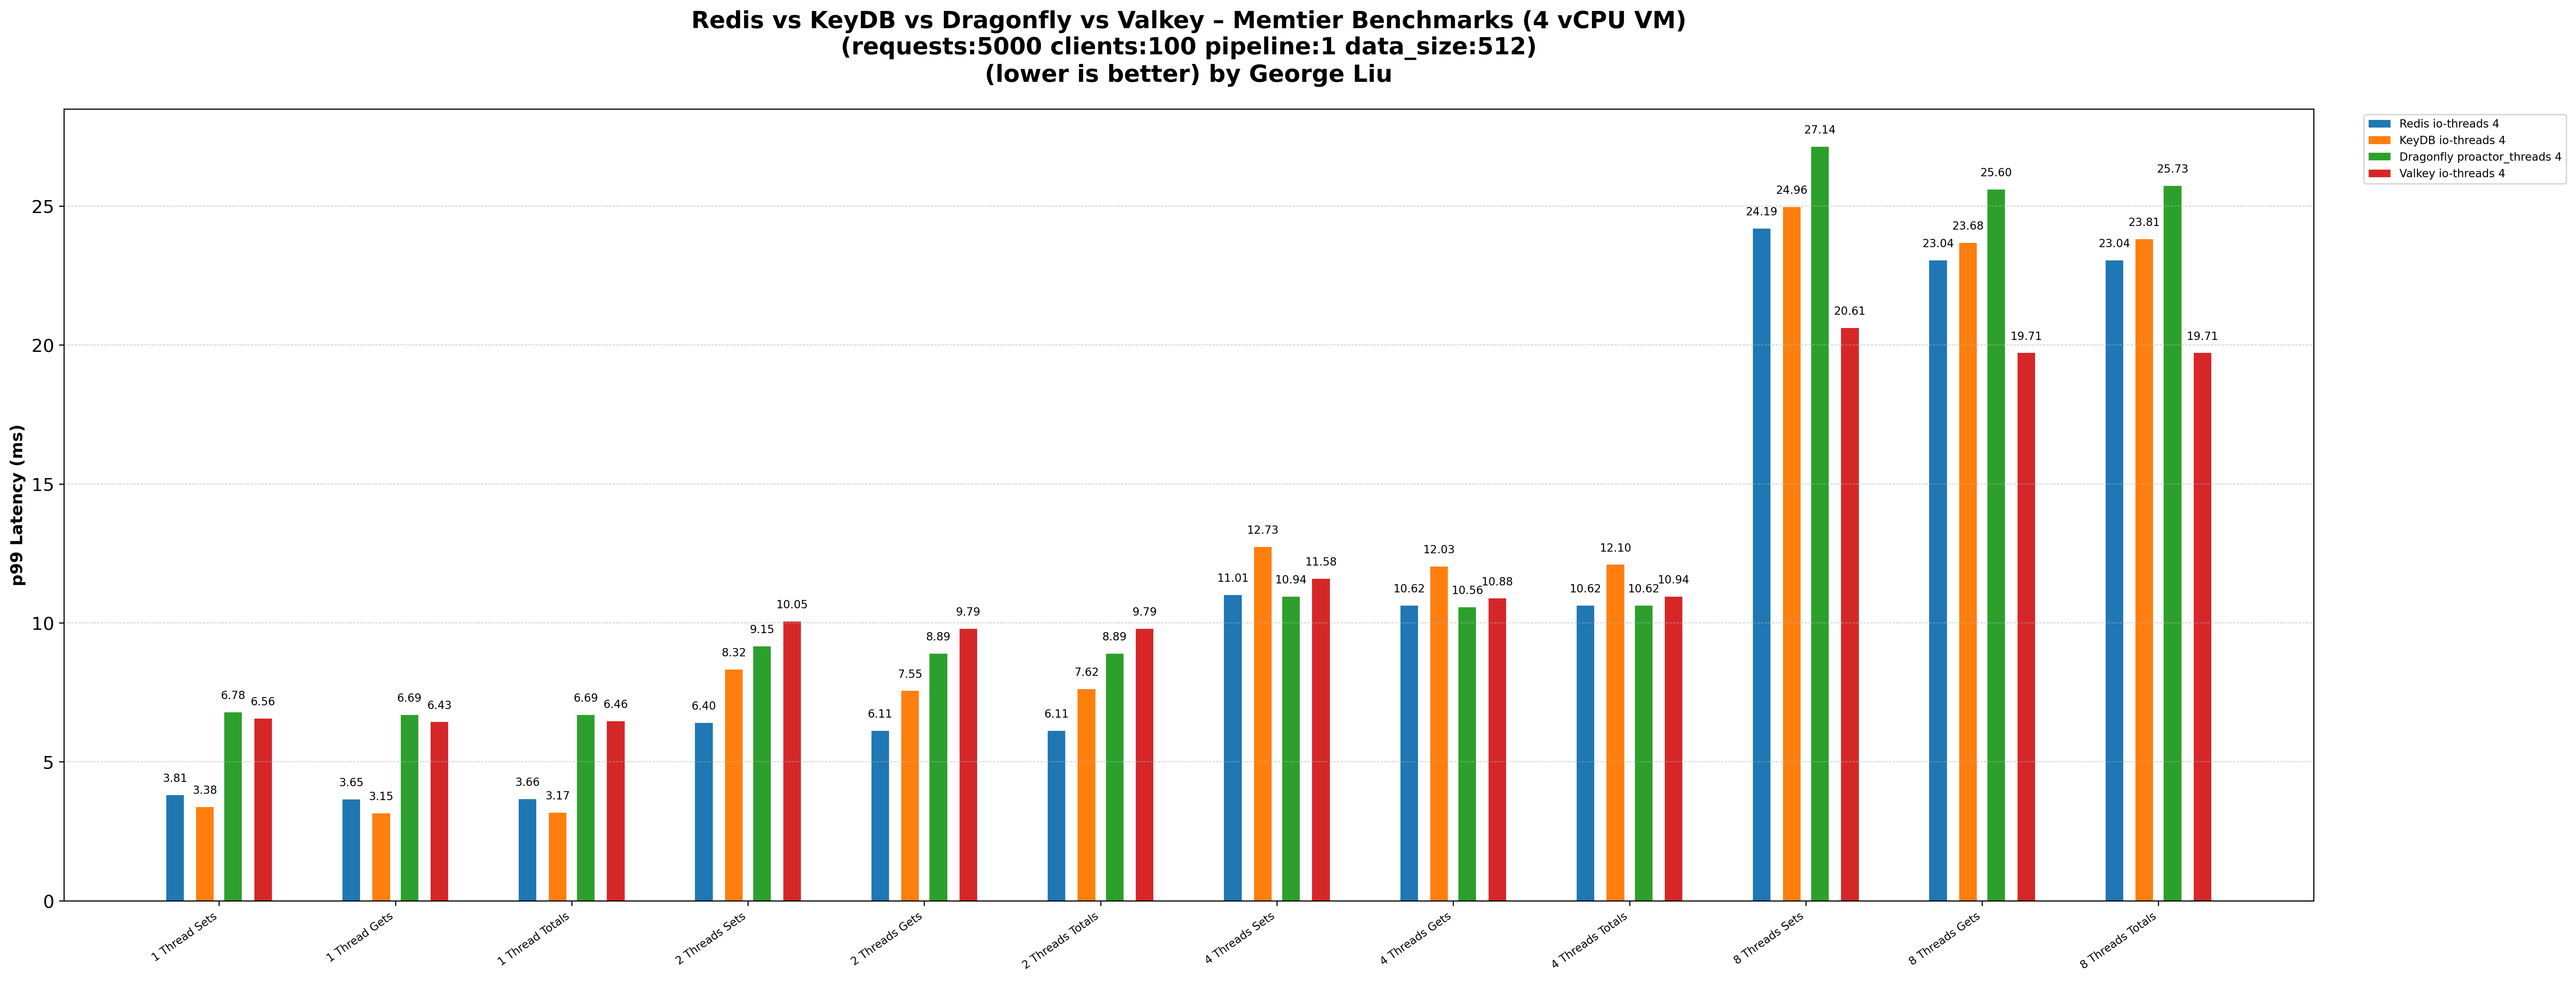 Redis vs KeyDB vs Dragonfly vs Valkey – Memtier Benchmarks (4 vCPU VM)
(requests:5000 clients:100 pipeline:1 data_size:512)
(lower is better) by George Liu
Redis io-threads 4
KeyDB io-threads 4
Dragonfly proactor_threads 4
Valkey io-threads 4
p99 Latency (ms)
25
20
15
10
5
0
3.81
3.38
6.78
6.56
3.65
3.15
6.69
6.43
3.66
3.17
6.69
6.46
6.40
8.32
9.15
10.05
6.11
7.55
8.89
9.79
6.11
7.62
8.89
9.79
11.01
12.73
10.94
11.58
10.62
12.03
10.56
10.88
10.62
12.10
10.62
10.94
24.19
24.96
27.14
20.61
23.04
23.68
25.60
19.71
23.04
23.81
25.73
19.71
1 Thread Sets
1 Thread Gets
1 Thread Totals
2 Threads Sets
2 Threads Gets
2 Threads Totals
4 Threads Sets
4 Threads Gets
4 Threads Totals
8 Threads Sets
8 Threads Gets
8 Threads Totals